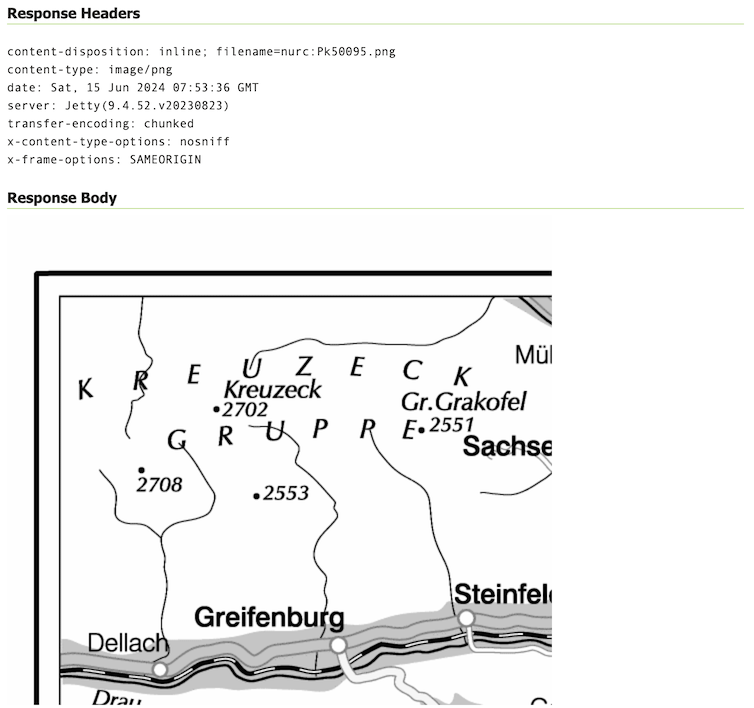 Response Headers
content-disposition: inline; filename=nurc:Pk50095.png
content-type: image/png
date: Sat, 15 Jun 2024 07:53:36 GMT
server: Jetty(9.4.52.v20230823)
transfer-encoding: chunked
x-content-type-options: nosniff
x-frame-options: SAMEORIGIN
Response Body
Mül
K R E U Z E C K
Kreuzeck
2702
Gr.Grakofel
2551
G R U P P E
Sachse
2708
2553
Steinfeld
Greifenburg
Dellach
Drau